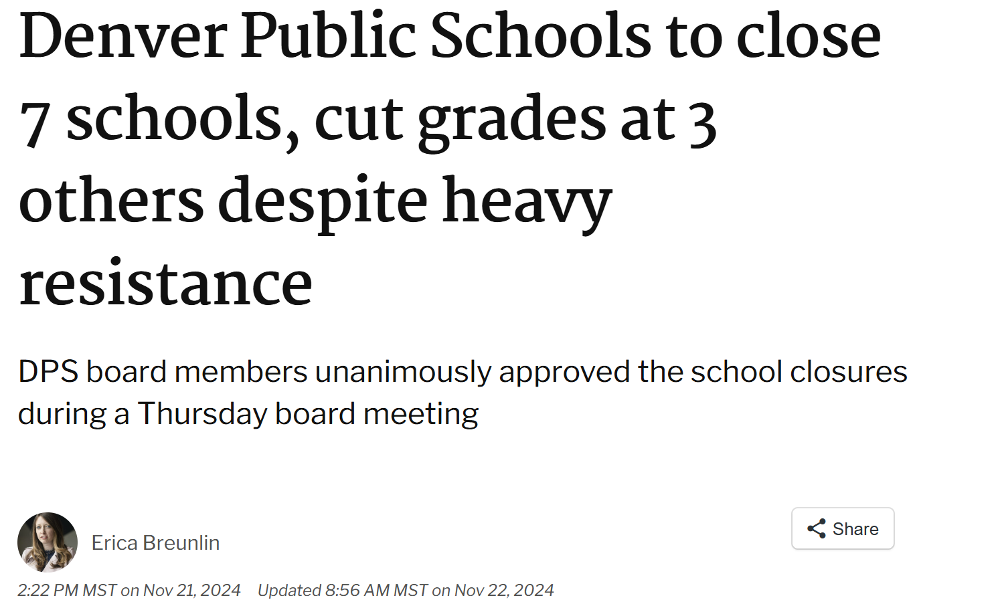 Denver Public Schools to close
7 schools, cut grades at 3
others despite heavy
resistance
DPS board members unanimously approved the school closures
during a Thursday board meeting
Erica Breunlin
Share
2:22 PM MST on Nov 21, 2024 Updated 8:56 AM MST on Nov 22, 2024